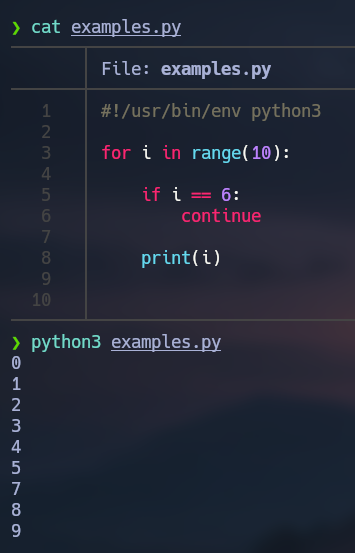 ❯ cat examples.py
File: examples.py
1 #!/usr/bin/env python3
2
3 for i in range(10):
4
5     if i == 6:
6         continue
7
8     print(i)
9
10
❯ python3 examples.py
0
1
2
3
4
5
7
8
9